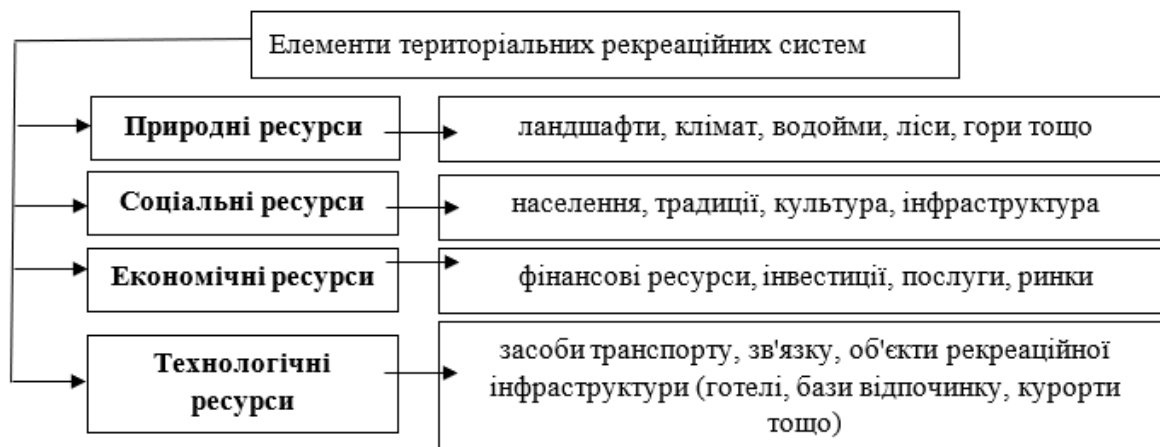 Елементи територіальних рекреаційних систем
Природні ресурси
ландшафти, клімат, водойми, ліси, гори тощо
Соціальні ресурси
населення, традиції, культура, інфраструктура
Економічні ресурси
фінансові ресурси, інвестиції, послуги, ринки
Технологічні
ресурси
засоби транспорту, зв'язку, об'єкти рекреаційної
інфраструктури (готелі, бази відпочинку, курорти
тощо)